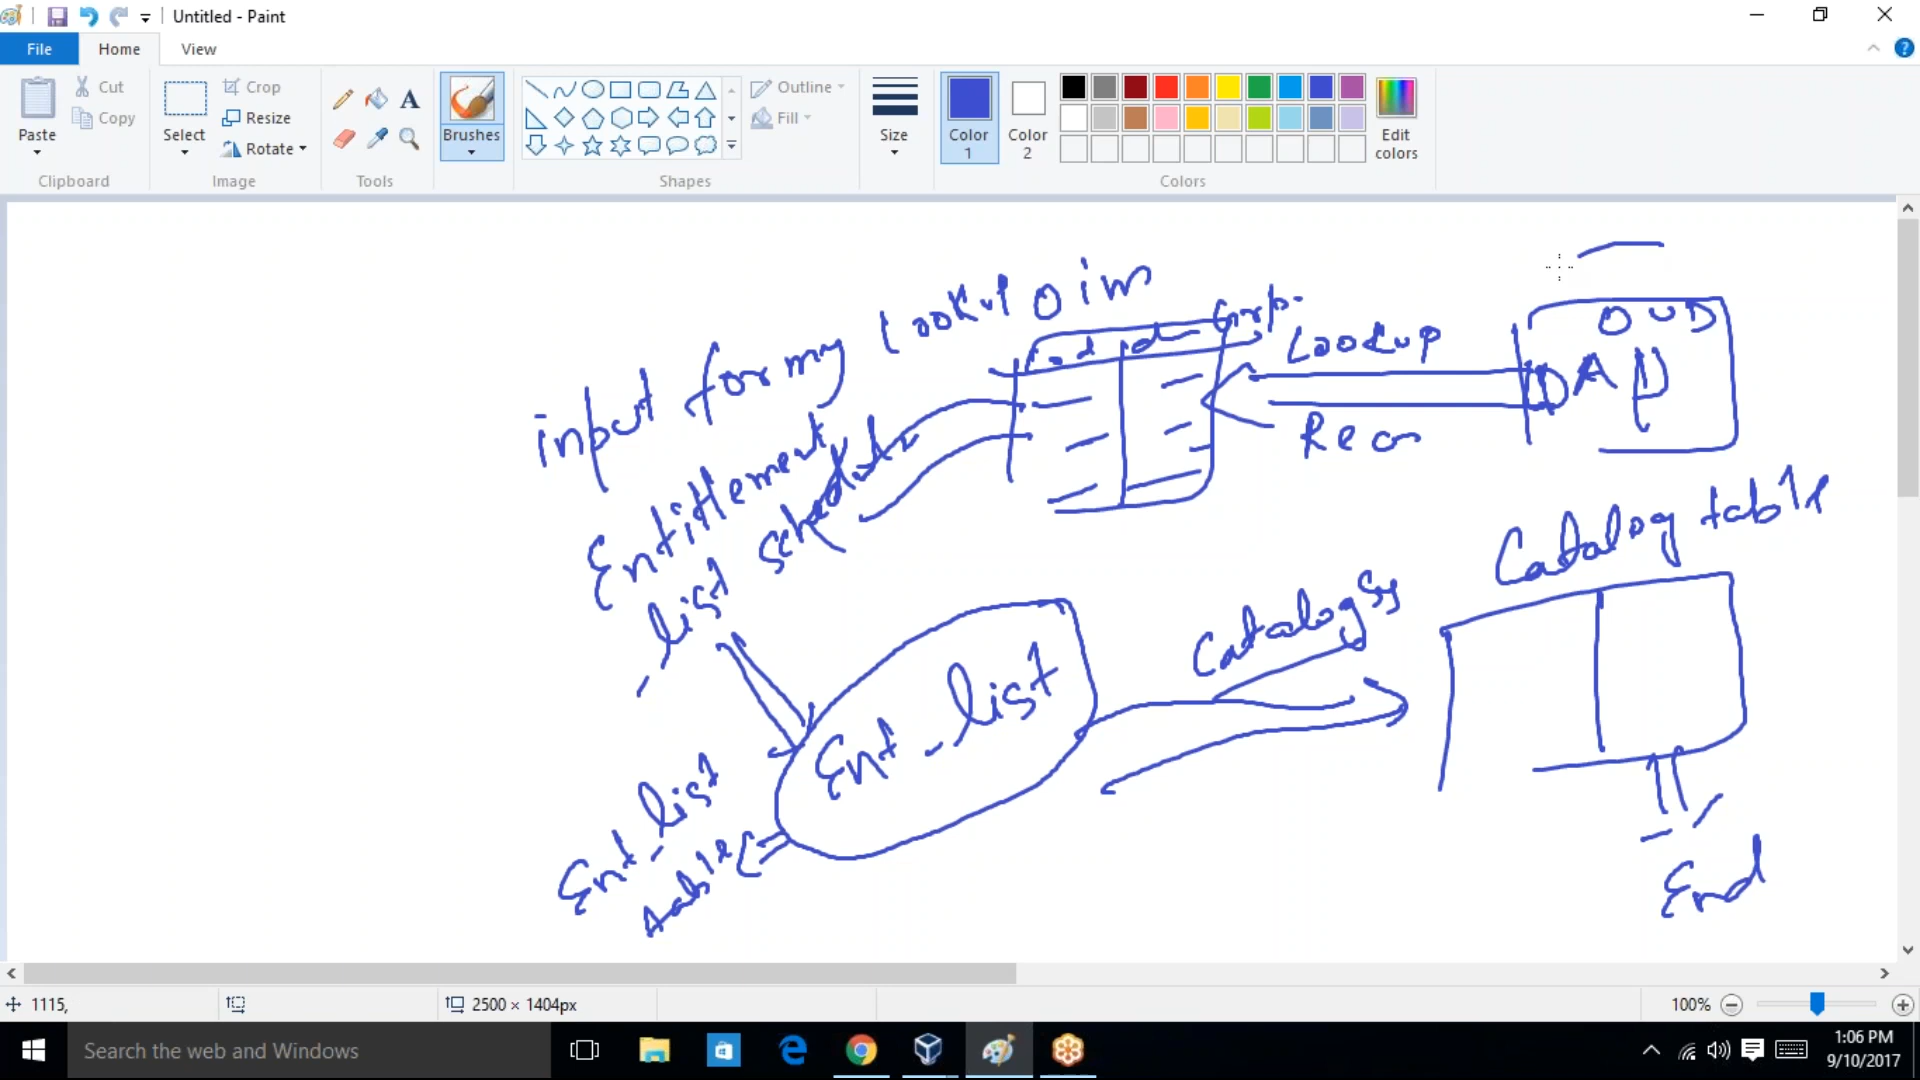 Untitled - Paint
File
Home
View
Paste
Cut
Copy
Clipboard
Select
Crop
Resize
Rotate
Image
A
Tools
Brushes
Shapes
Outline
Fill
Size
Color 1
Color 2
Edit colors
Colors
input for my Lookup Oim
Grp.
Lookup
Recon
OUD
Entitlement
-list schedular
Catalog table
Catalog Sy
Ent_list
Ent_list
table
End
1115,
2500 × 1404px
100%
Search the web and Windows
1:06 PM
9/10/2017